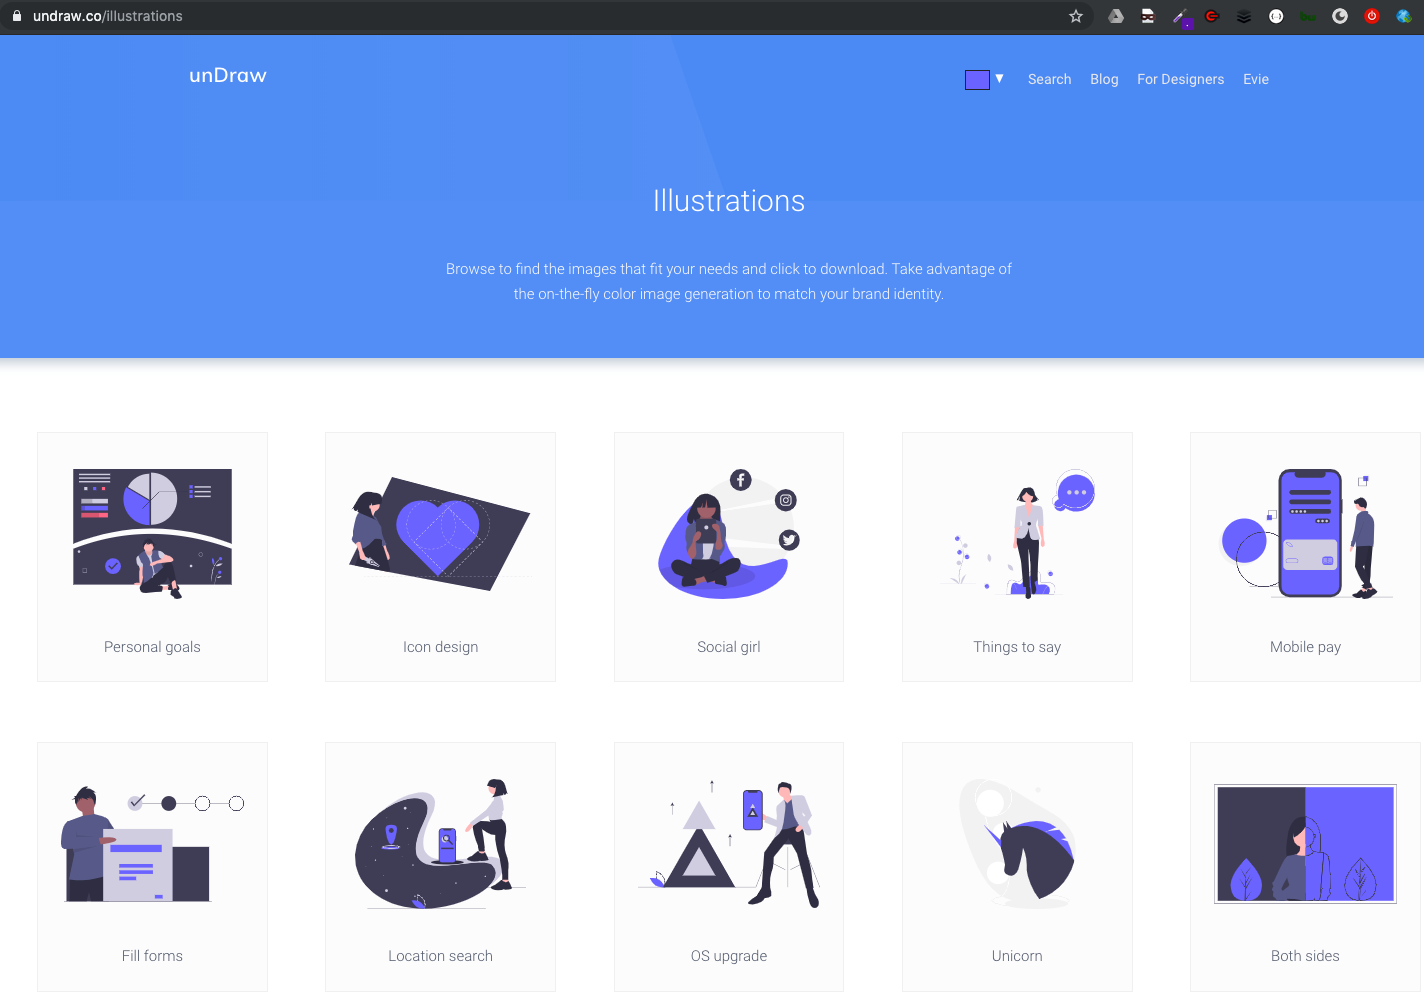 undraw.co/illustrations
unDraw
Search Blog For Designers Evie
Illustrations
Browse to find the images that fit your needs and click to download. Take advantage of
the on-the-fly color image generation to match your brand identity.
Personal goals
Icon design
Social girl
Things to say
Mobile pay
Fill forms
Location search
OS upgrade
Unicorn
Both sides